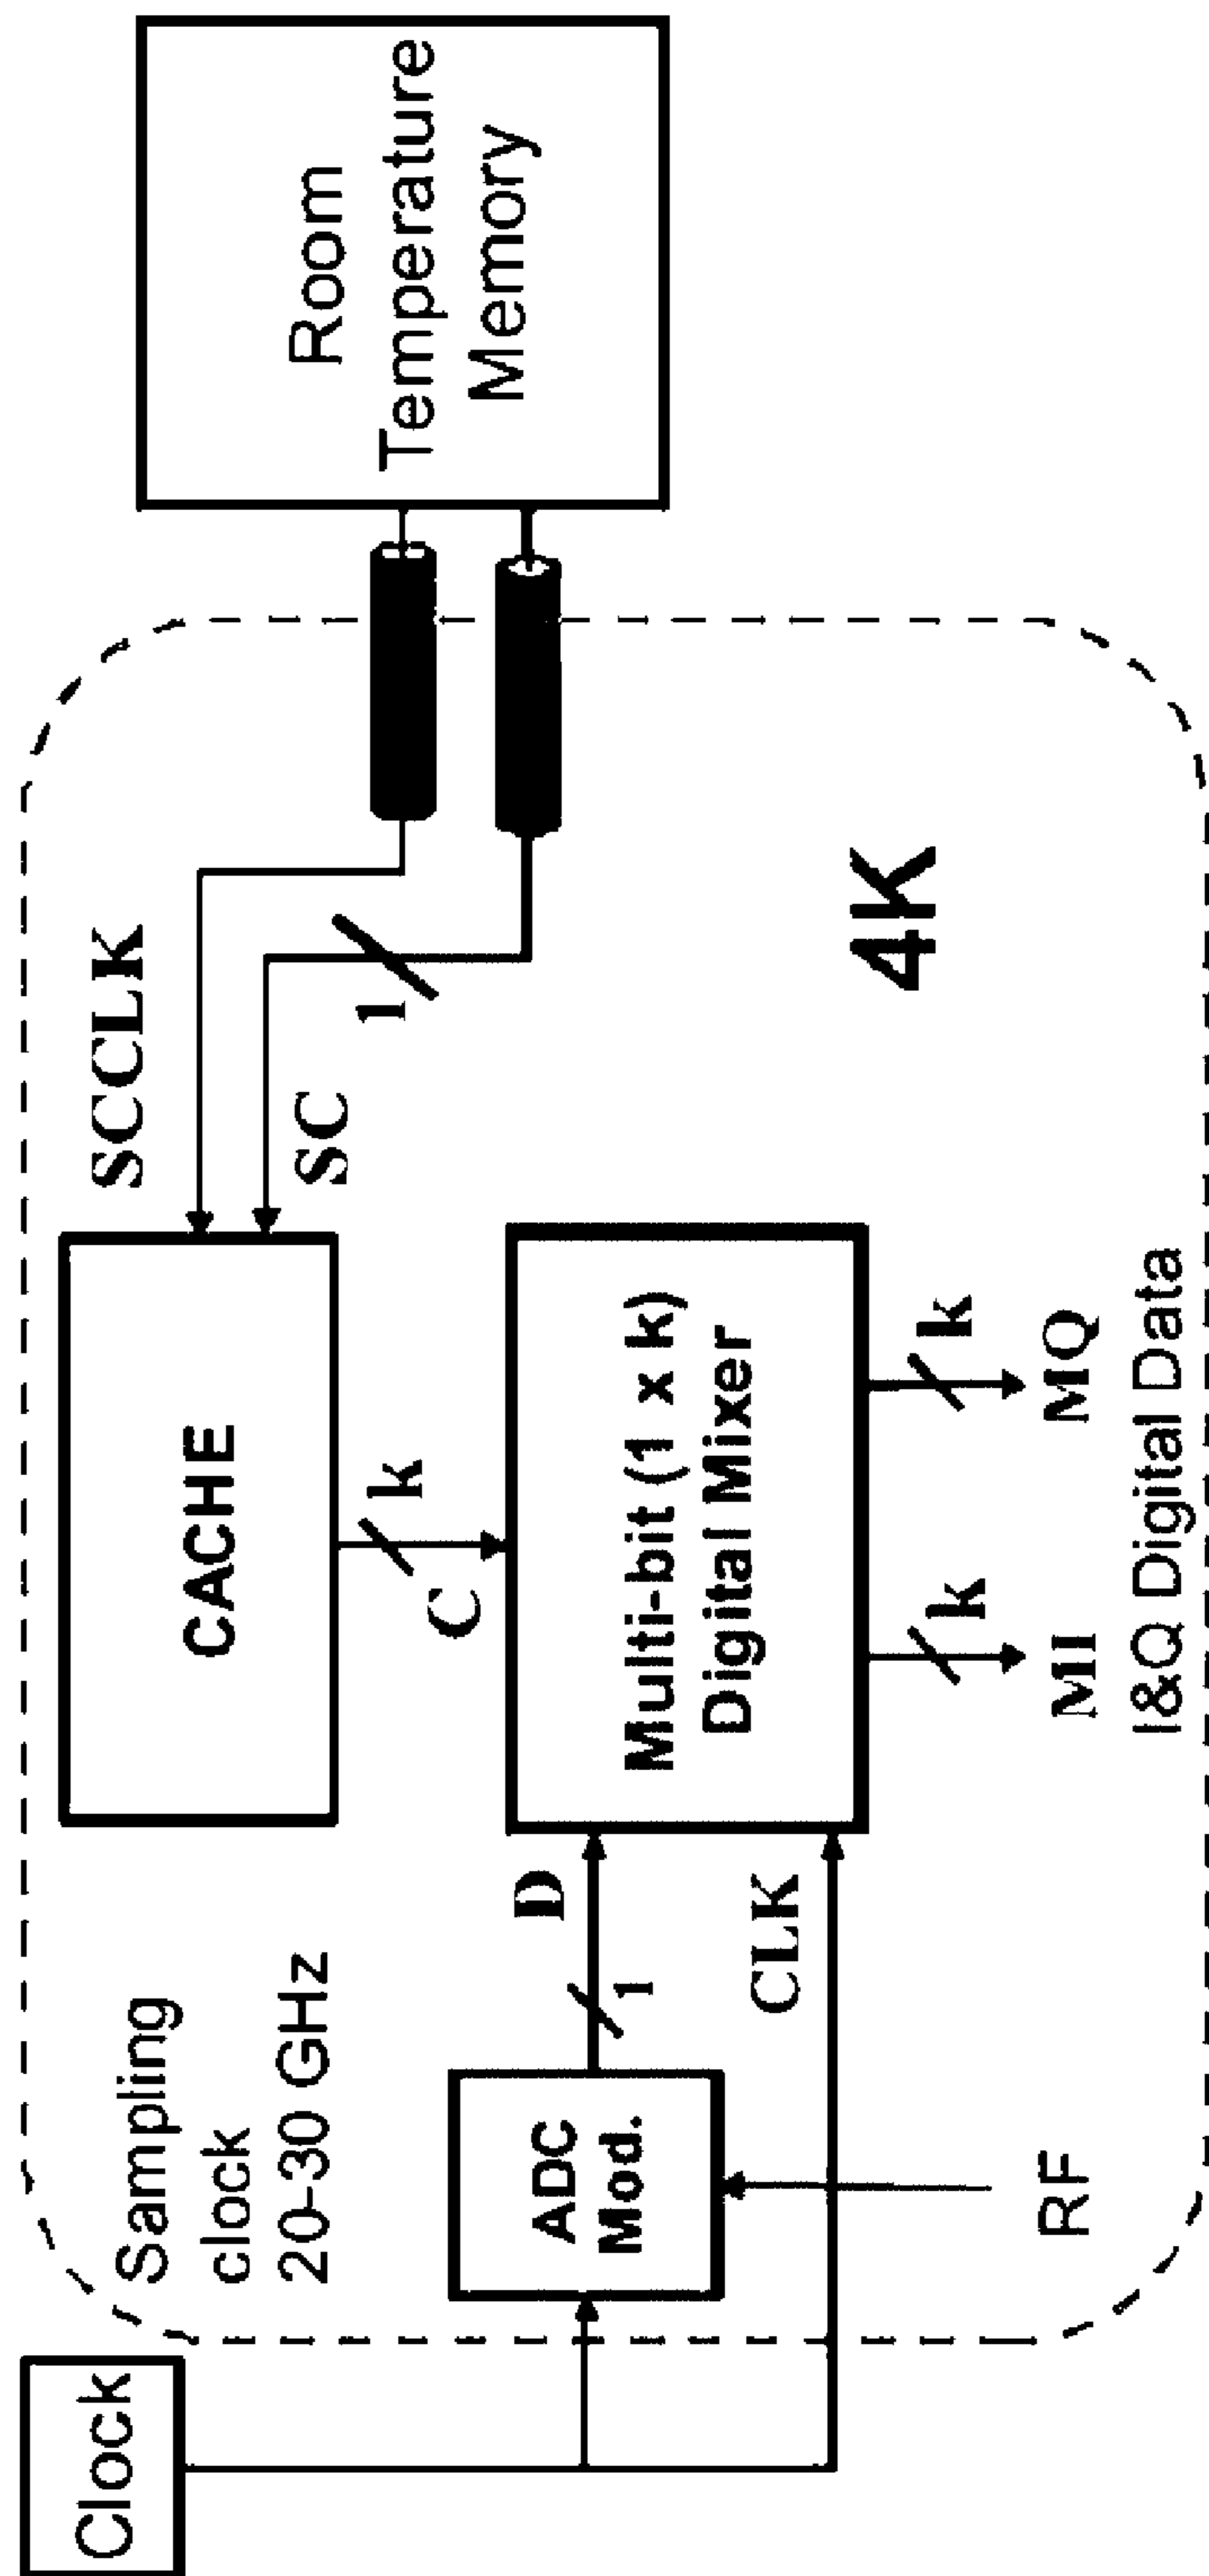 Clock
Sampling
clock
20-30 GHz
CACHE
SCCLK
SC
1
Room
Temperature
Memory
C
k
ADC
Mod.
D
1
CLK
Multi-bit (1 x k)
Digital Mixer
4K
RF
k
k
MI
MQ
I&Q Digital Data